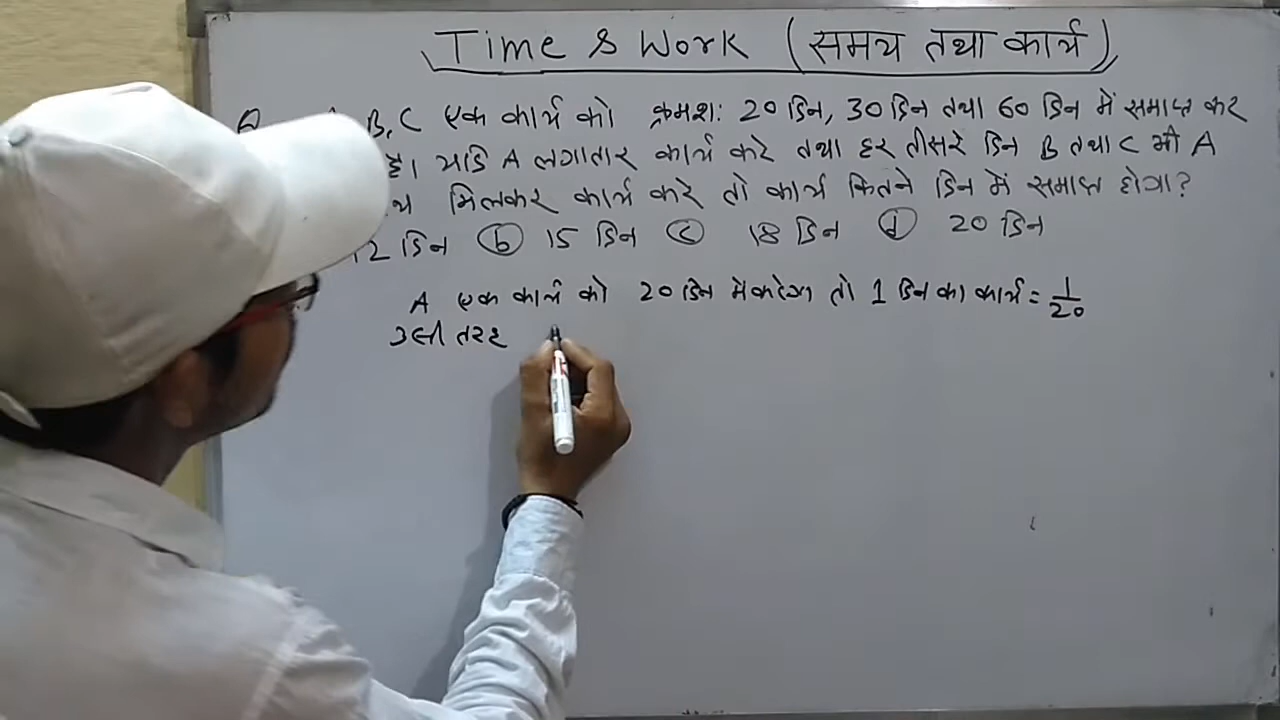 Time & Work (समय तथा कार्य)
Q B, C एक कार्य को क्रमश: 20 दिन, 30 दिन तथा 60 दिन में समाप्त कर
है। यदि A लगातार कार्य करे तथा हर तीसरे दिन B तथा C भी A
मिलकर कार्य करे तो कार्य कितने दिन में समाप्त होगा?
12 दिन (b) 15 दिन (c) 18 दिन (d) 20 दिन
A एक कार्य को 20 दिन में करेगा तो 1 दिन का कार्य = 1/20
उसी तरह